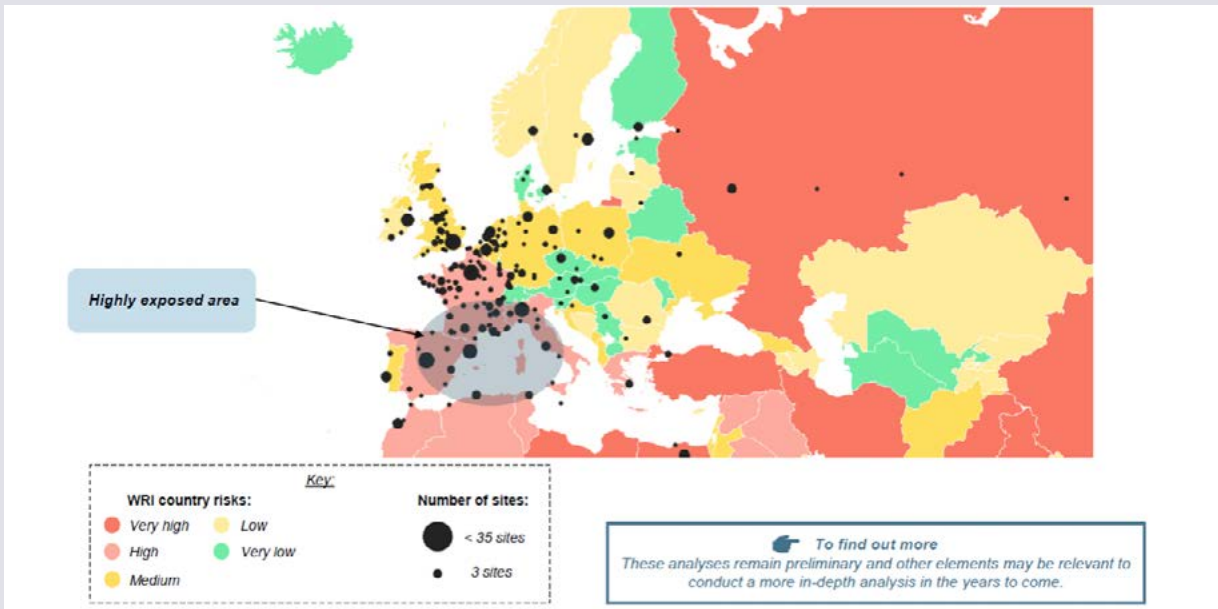 Highly exposed area
Key:
WRI country risks:
Very high
High
Medium
Low
Very low
Number of sites:
< 35 sites
3 sites
To find out more
These analyses remain preliminary and other elements may be relevant to
conduct a more in-depth analysis in the years to come.